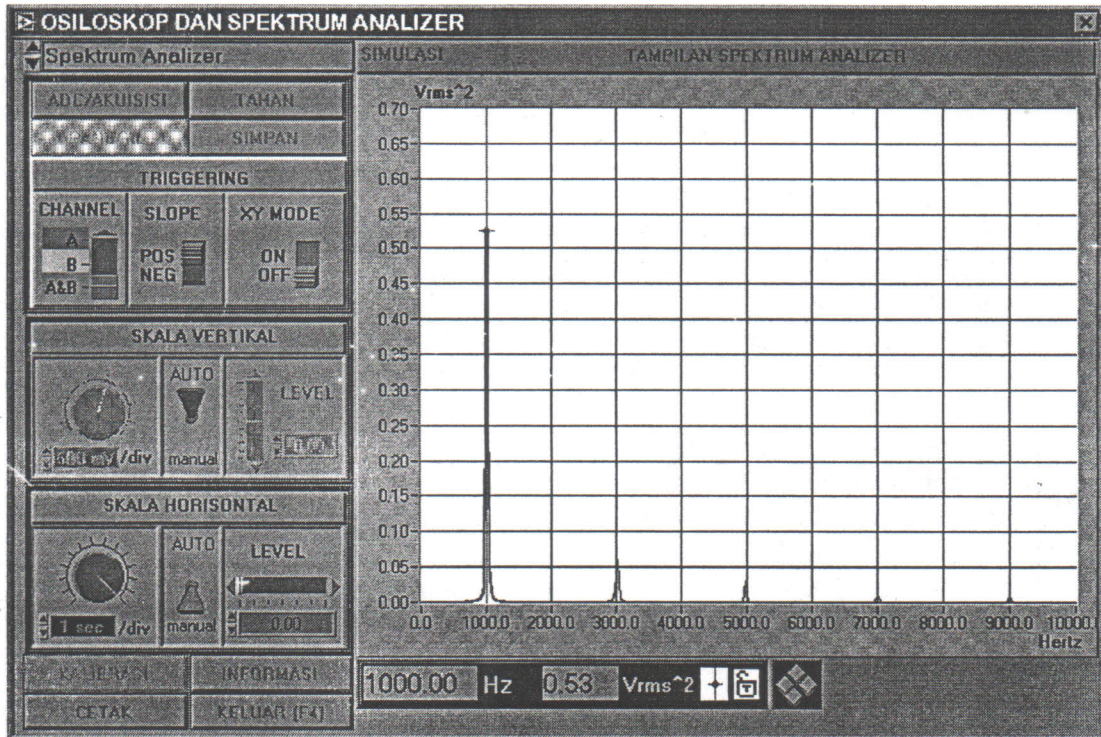 OSILOSKOP DAN SPEKTRUM ANALIZER
Spektrum Analizer
SIMULASI
TAMPILAN SPEKTRUM ANALIZER
ADC/AKUISISI
TAHAN
SIMPAN
TRIGGERING
CHANNEL
SLOPE
XY MODE
A
B
A&B
POS
NEG
ON
OFF
SKALA VERTIKAL
AUTO
LEVEL
/div
manual
SKALA HORISONTAL
AUTO
LEVEL
1 sec /div
manual
0.00
KALIBRASI
INFORMASI
CETAK
KELUAR (F4)
Vrms^2
0.70
0.65
0.60
0.55
0.50
0.45
0.40
0.35
0.30
0.25
0.20
0.15
0.10
0.05
0.00
0.0 1000.0 2000.0 3000.0 4000.0 5000.0 6000.0 7000.0 8000.0 9000.0 10000.0
Hertz
1000.00 Hz 0.53 Vrms^2